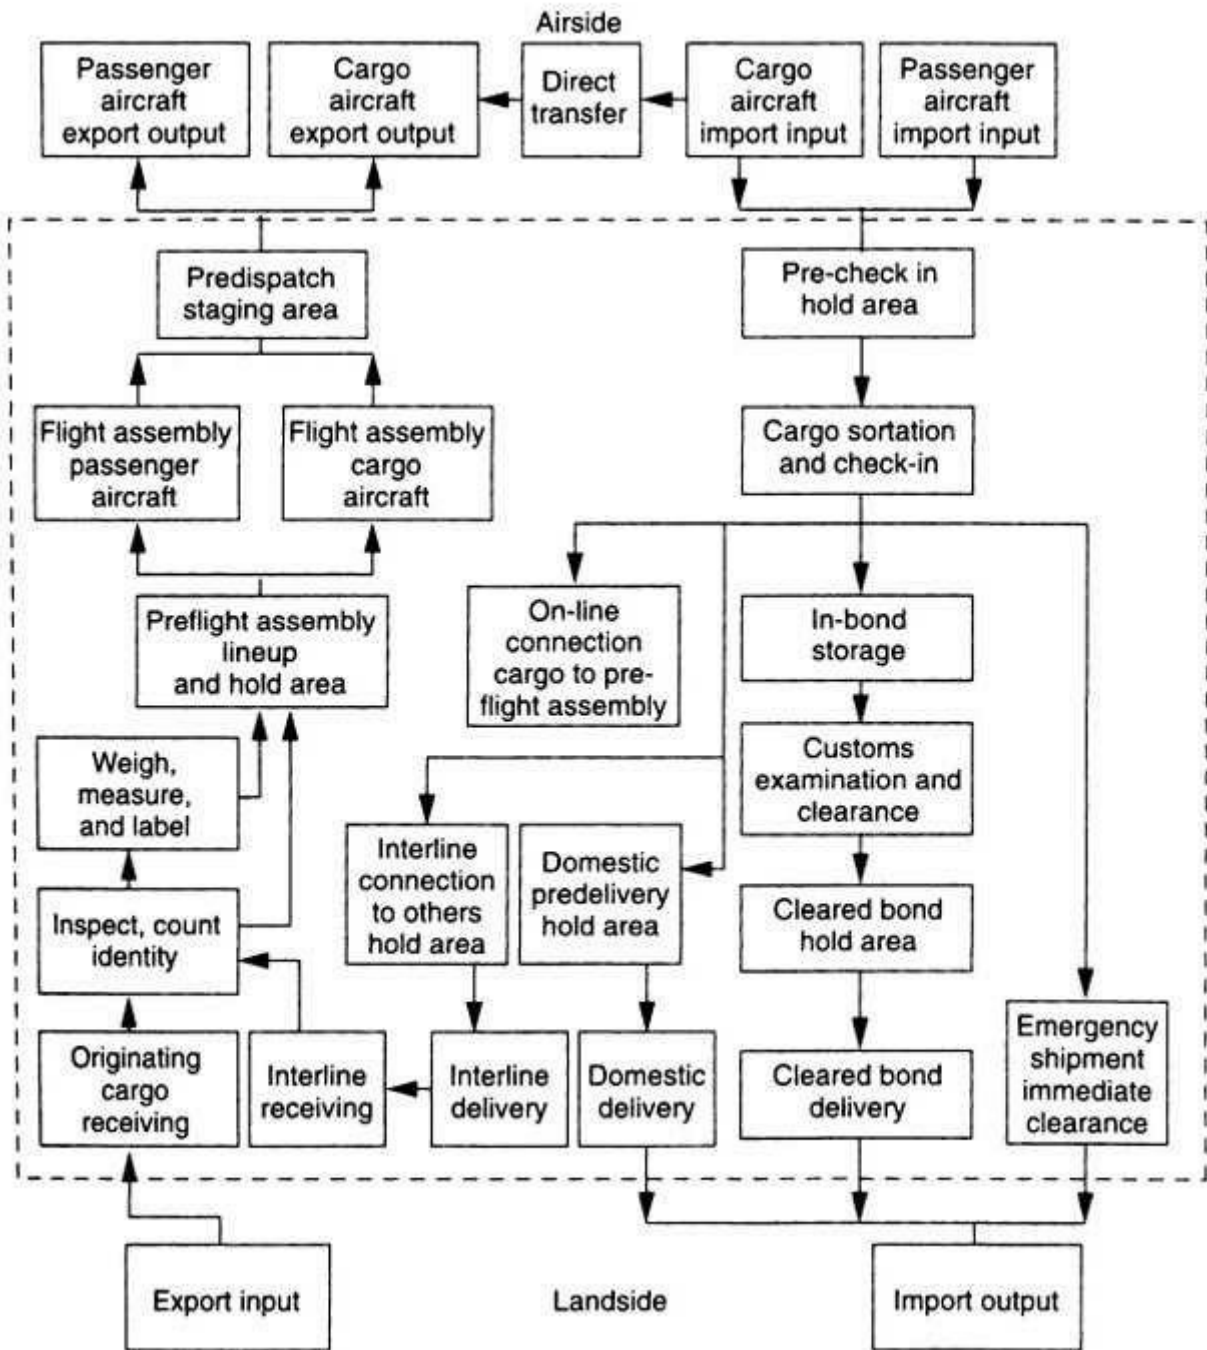 Airside
Passenger
aircraft
export output
Cargo
aircraft
export output
Direct
transfer
Cargo
aircraft
import input
Passenger
aircraft
import input
Predispatch
staging area
Pre-check in
hold area
Flight assembly
passenger
aircraft
Flight assembly
cargo
aircraft
Cargo sortation
and check-in
Preflight assembly
lineup
and hold area
On-line
connection
cargo to pre-
flight assembly
In-bond
storage
Weigh,
measure,
and label
Customs
examination and
clearance
Interline
connection
to others
hold area
Domestic
predelivery
hold area
Inspect, count
identity
Cleared bond
hold area
Originating
cargo
receiving
Interline
receiving
Interline
delivery
Domestic
delivery
Cleared bond
delivery
Emergency
shipment
immediate
clearance
Export input
Landside
Import output